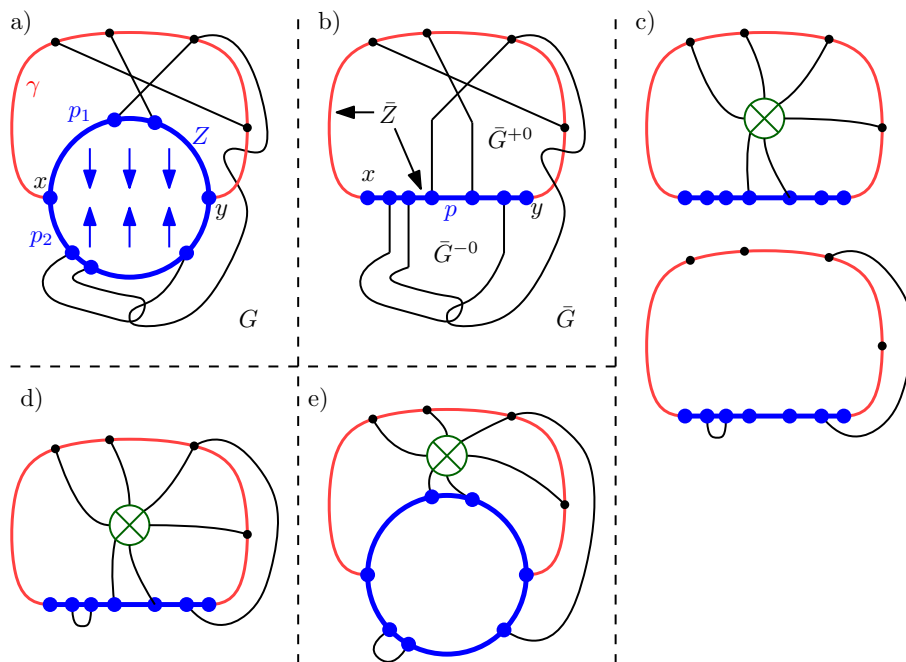 a)
γ
p₁
Z
x
y
p₂
G
b)
Z̄
Ḡ⁺⁰
x
p
y
Ḡ⁻⁰
Ḡ
c)
d)
e)